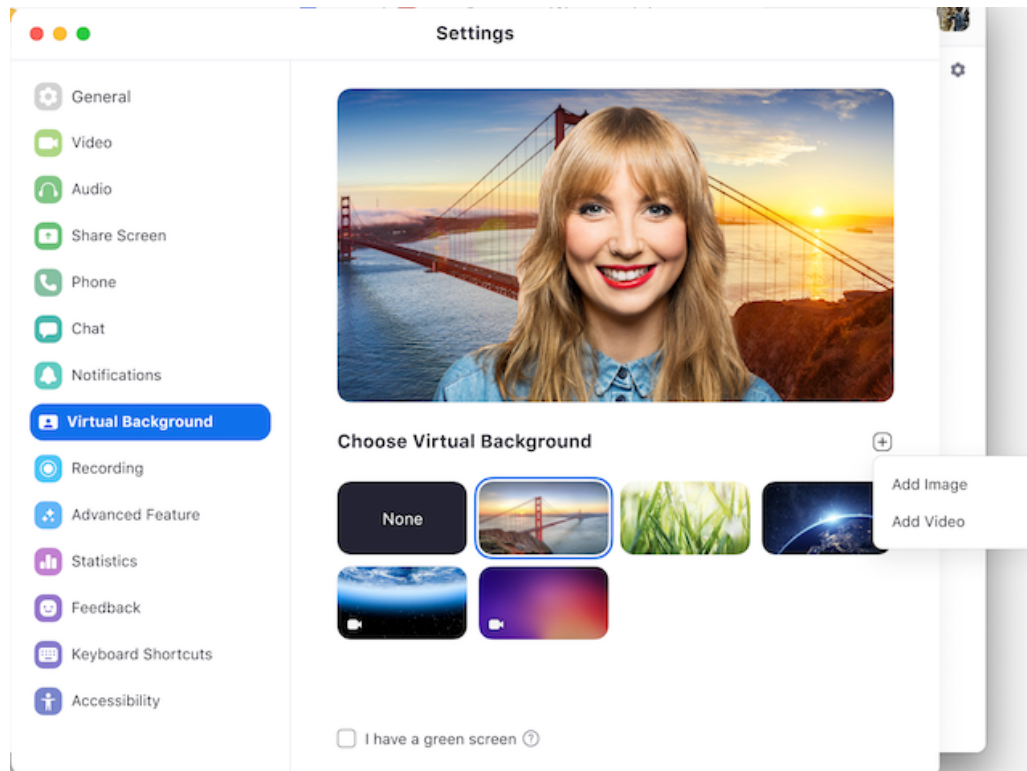 Settings
General
Video
Audio
Share Screen
Phone
Chat
Notifications
Virtual Background
Recording
Advanced Feature
Statistics
Feedback
Keyboard Shortcuts
Accessibility
Choose Virtual Background
Add Image
Add Video
None
I have a green screen ?